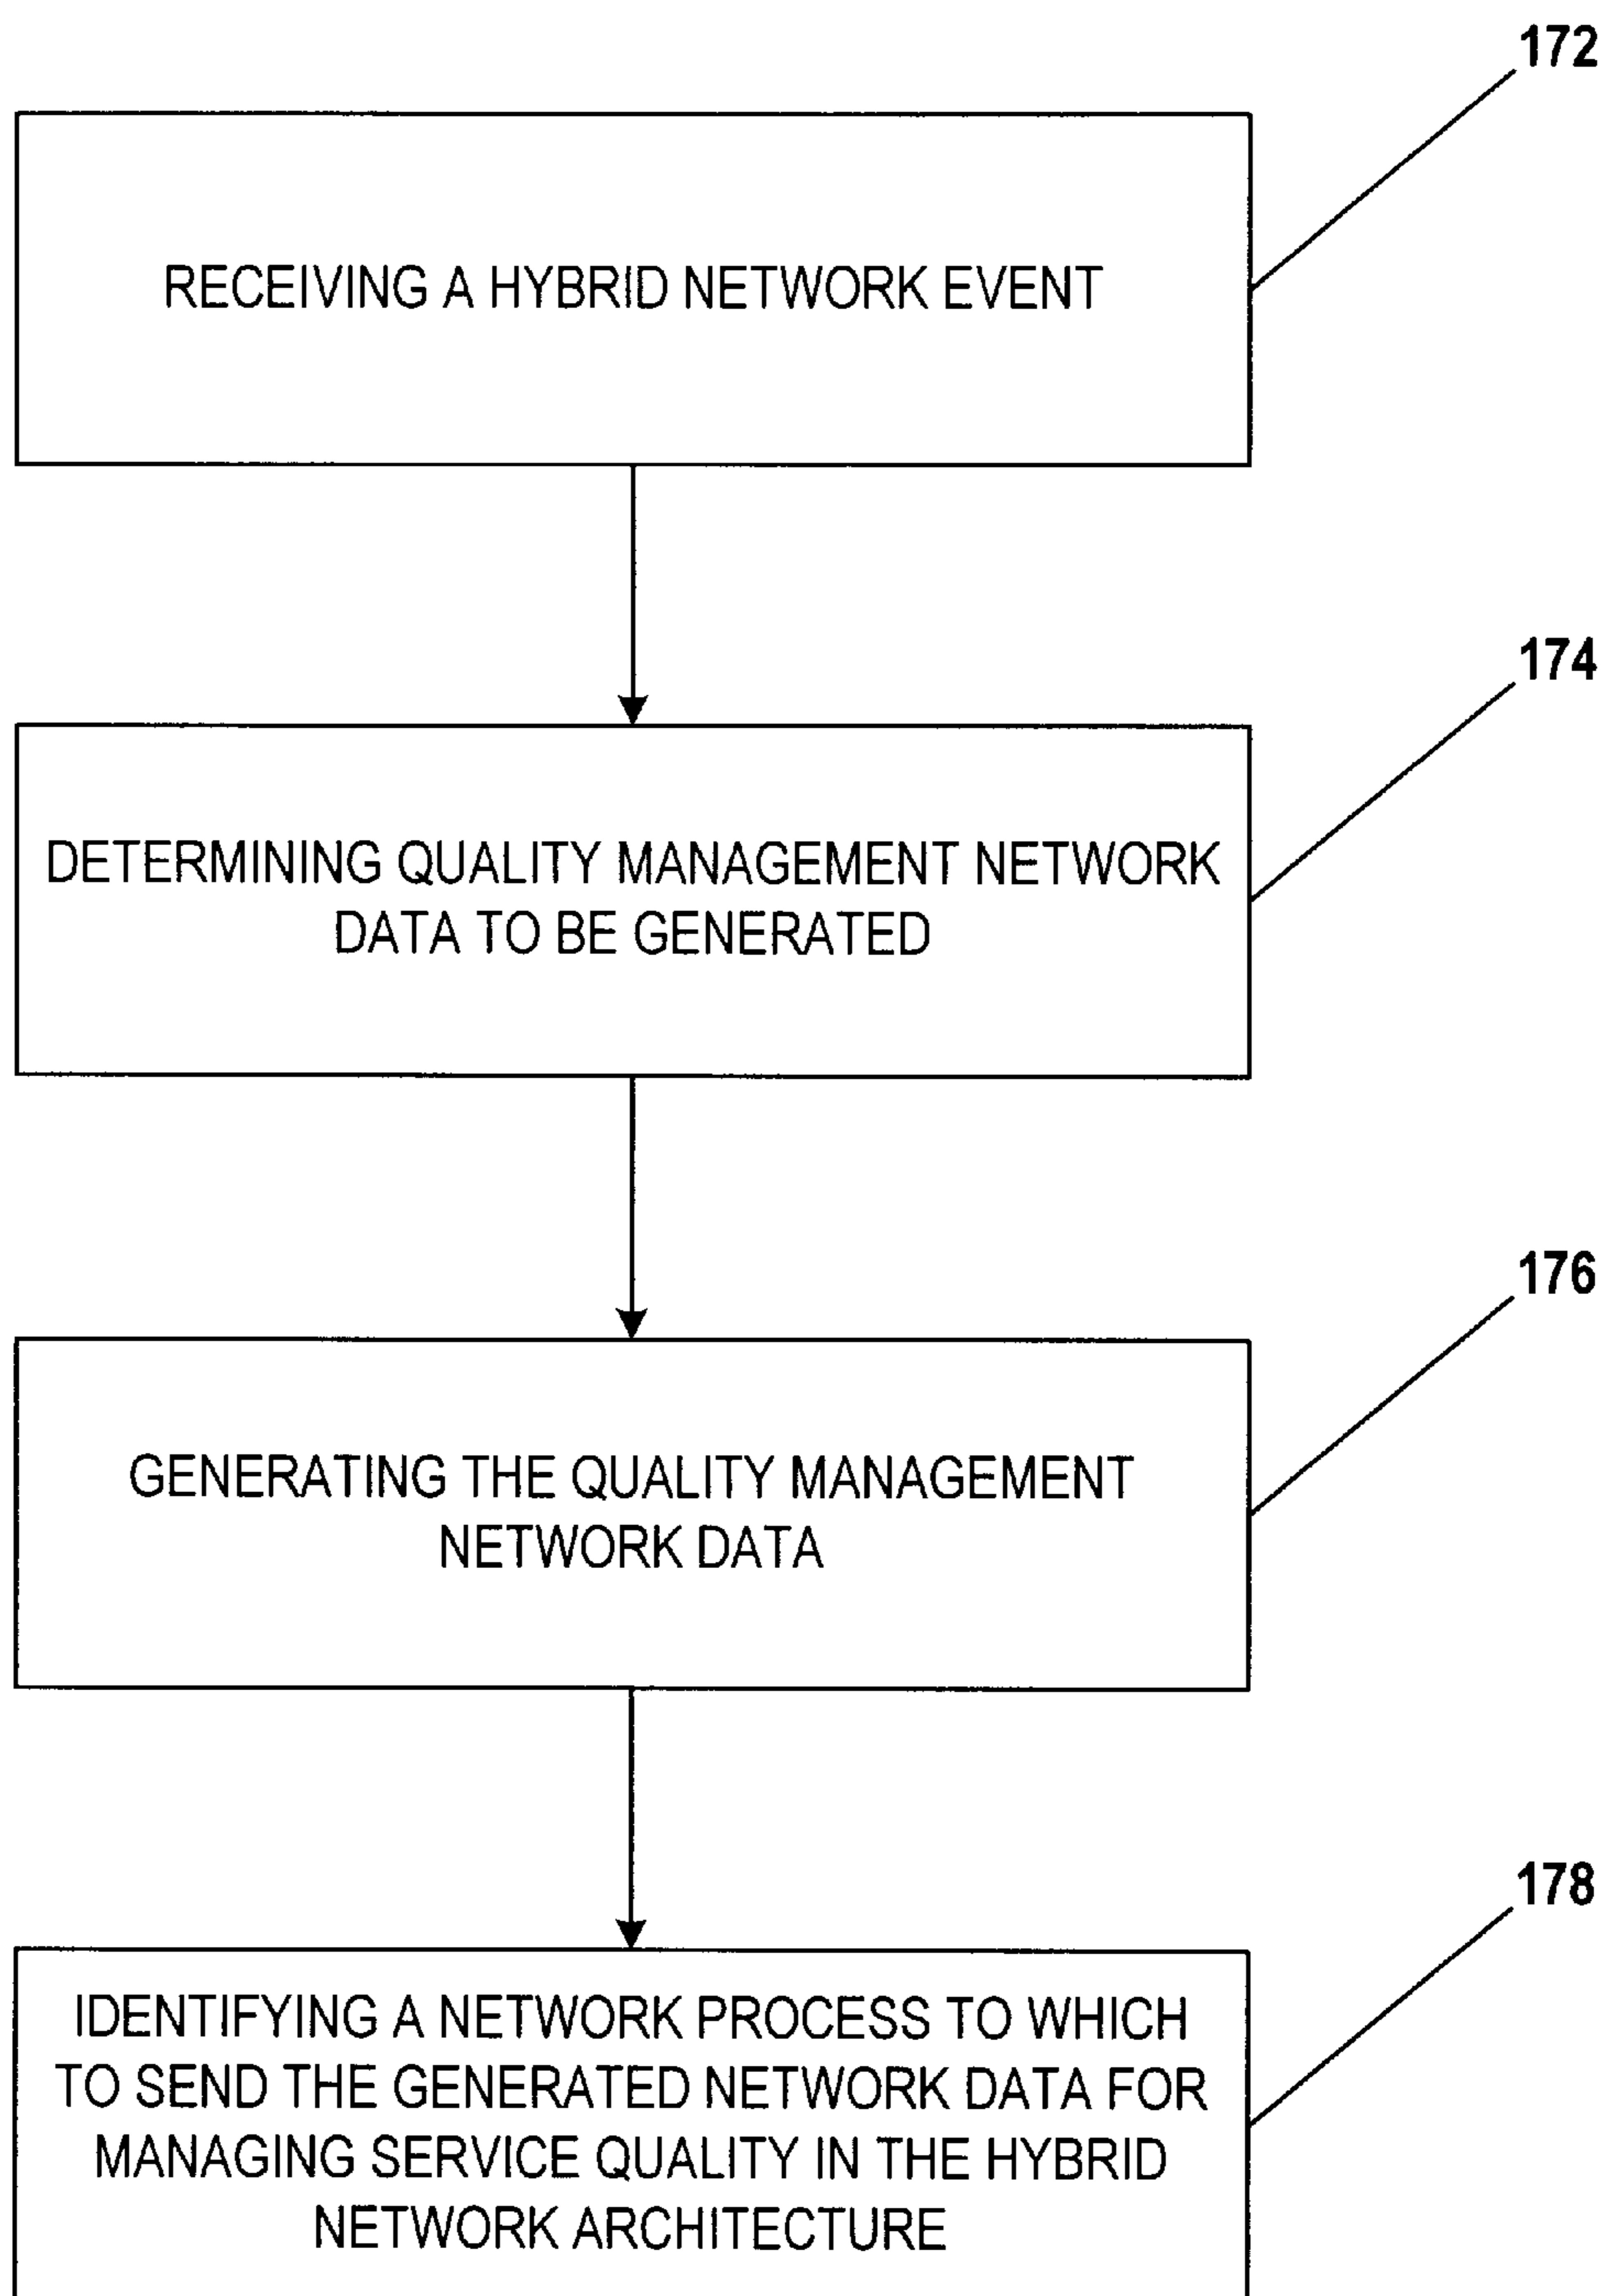 172
RECEIVING A HYBRID NETWORK EVENT
174
DETERMINING QUALITY MANAGEMENT NETWORK
DATA TO BE GENERATED
176
GENERATING THE QUALITY MANAGEMENT
NETWORK DATA
178
IDENTIFYING A NETWORK PROCESS TO WHICH
TO SEND THE GENERATED NETWORK DATA FOR
MANAGING SERVICE QUALITY IN THE HYBRID
NETWORK ARCHITECTURE